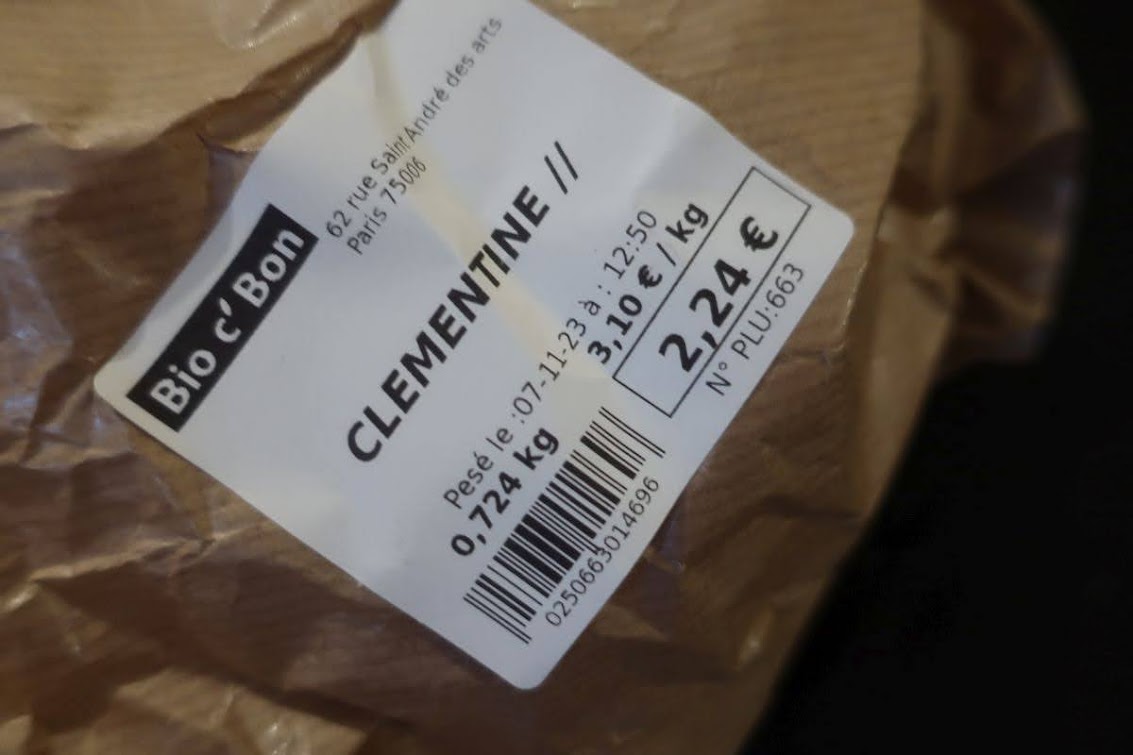 Bio c' Bon
62 rue Saint André des arts
Paris 75006
CLEMENTINE //
Pesé le :07-11-23 à : 12:50
0,724 kg
3,10 € / kg
2,24 €
N° PLU:663
0250663014696